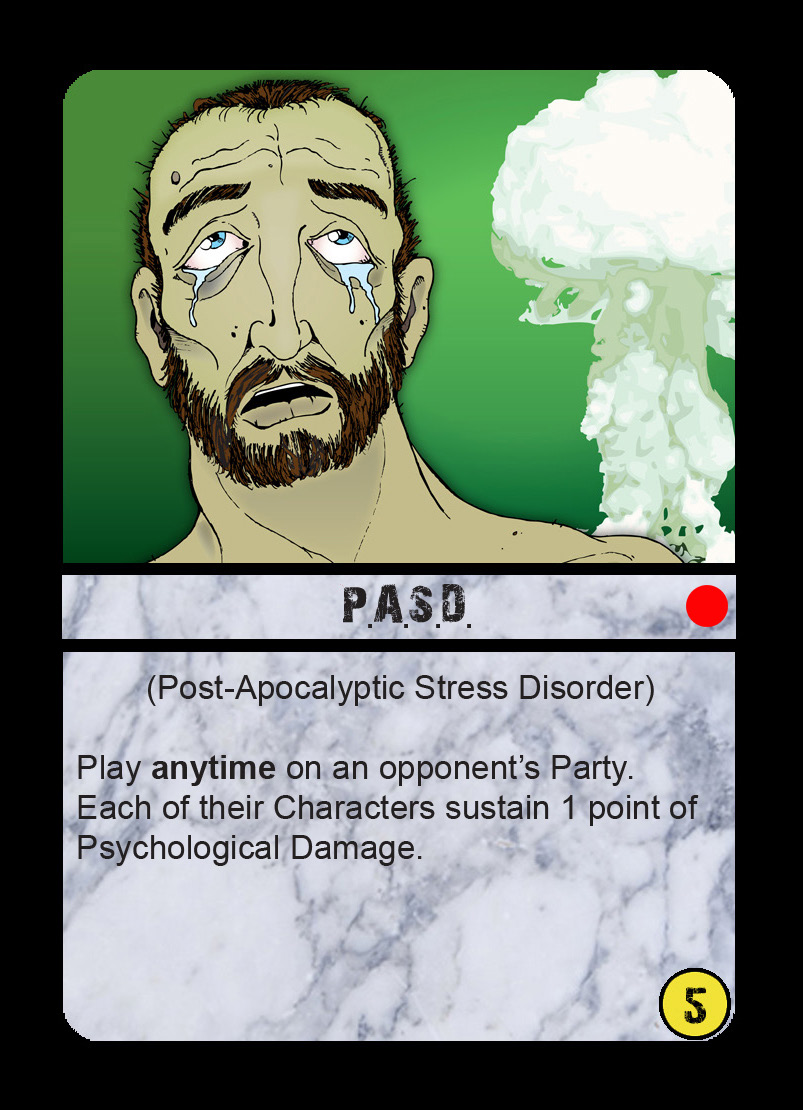 P.A.S.D.
(Post-Apocalyptic Stress Disorder)
Play anytime on an opponent’s Party.
Each of their Characters sustain 1 point of
Psychological Damage.
5